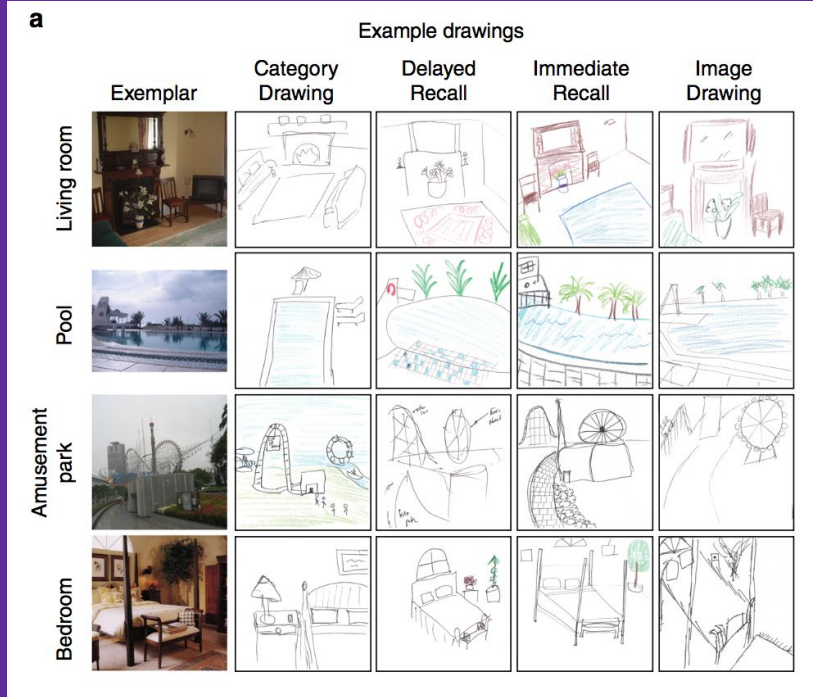 a
Example drawings
Exemplar
Category
Drawing
Delayed
Recall
Immediate
Recall
Image
Drawing
Living room
Pool
Amusement
park
Bedroom